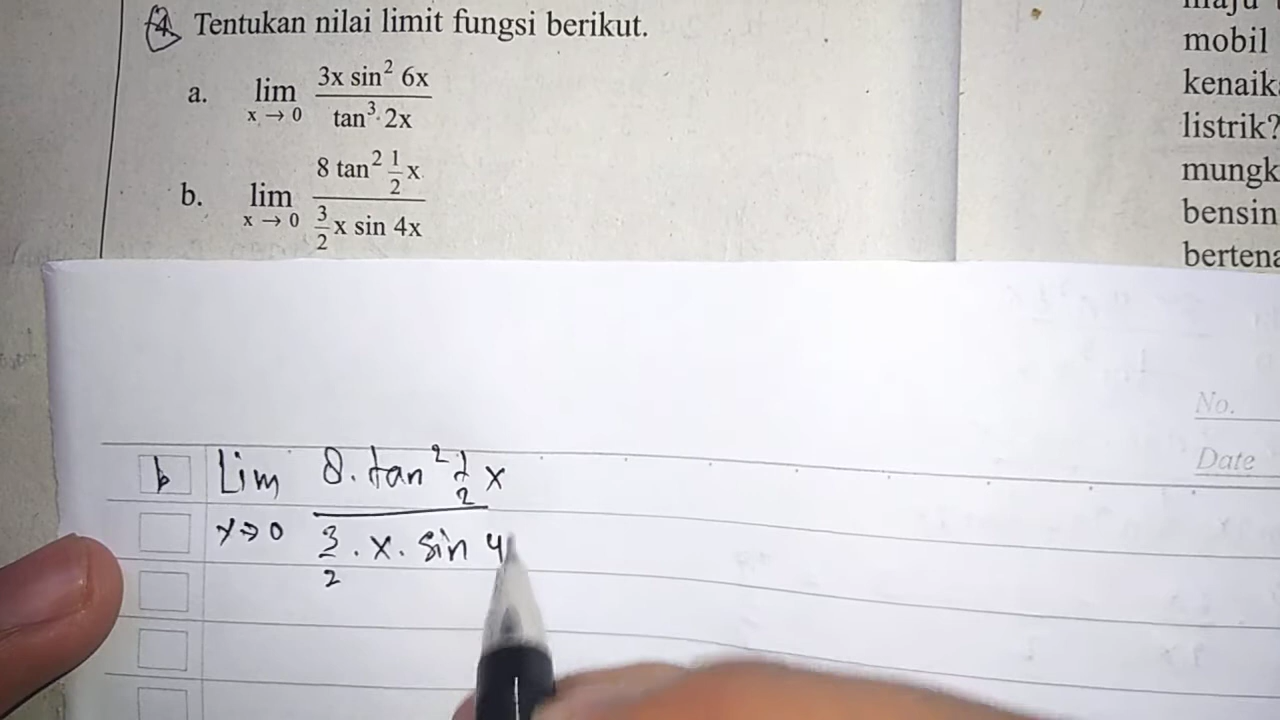 4. Tentukan nilai limit fungsi berikut.
a. lim x → 0 3x sin² 6x / tan³ 2x
b. lim x → 0 8 tan² 1/2 x / 3/2 x sin 4x
mobil
kenaik
listrik?
mungk
bensin
bertena
No.
Date
b Lim x→0 8. tan² 1/2 x / 3/2 . x. sin 4